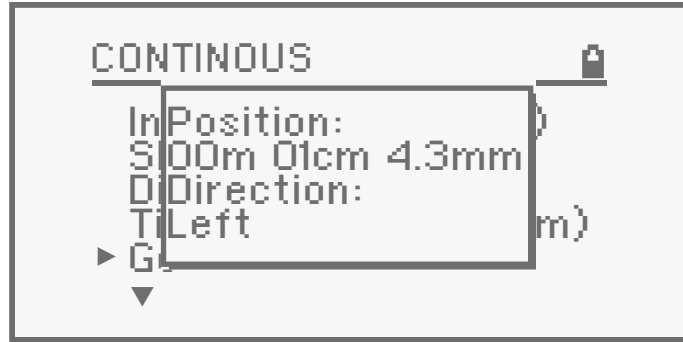 CONTINOUS
Position:
00m 01cm 4.3mm
Direction:
Left
m)